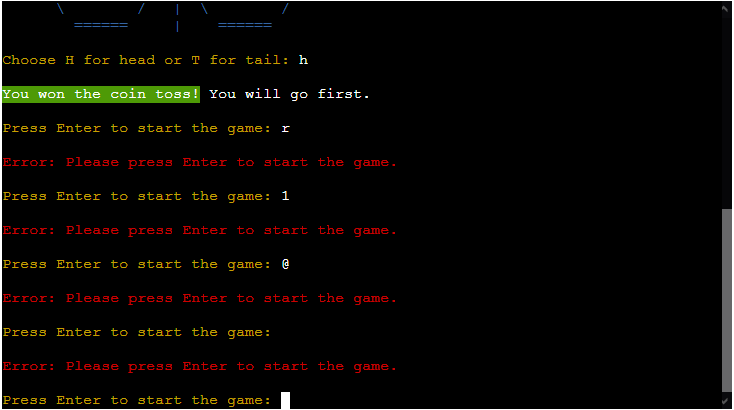 Choose H for head or T for tail: h
You won the coin toss! You will go first.
Press Enter to start the game: r
Error: Please press Enter to start the game.
Press Enter to start the game: 1
Error: Please press Enter to start the game.
Press Enter to start the game: @
Error: Please press Enter to start the game.
Press Enter to start the game:
Error: Please press Enter to start the game.
Press Enter to start the game: